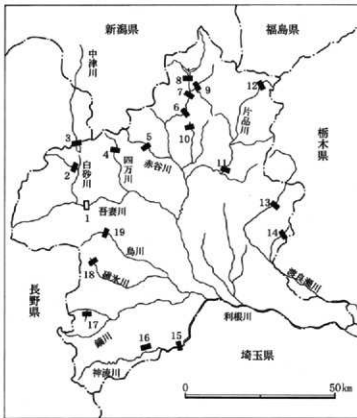 新潟県
福島県
中津川
8
9
12
7
3
6
片品川
栃木県
10
5
4
2
白砂川
四万川
赤谷川
11
1
吾妻川
13
19
烏川
14
18
碓氷川
渡良瀬川
長野県
利根川
17
鏑川
16
15
埼玉県
神流川
0
50km